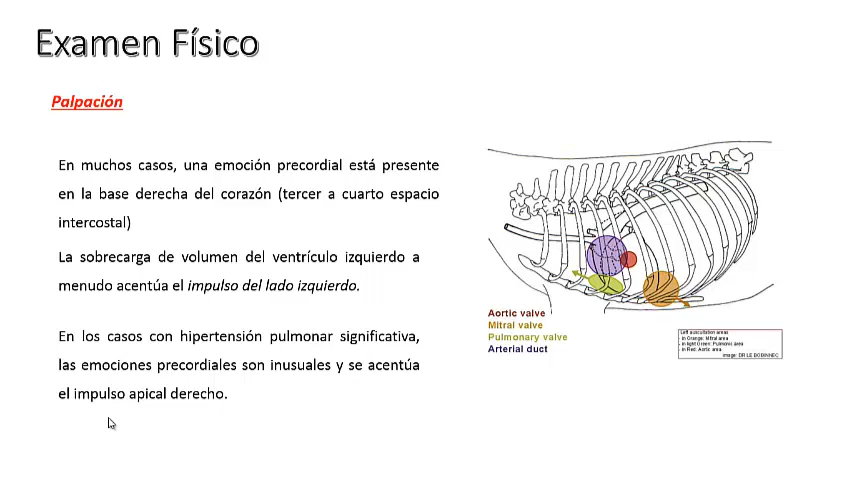 Examen Físico
Palpación
En muchos casos, una emoción precordial está presente
en la base derecha del corazón (tercer a cuarto espacio
intercostal)
La sobrecarga de volumen del ventrículo izquierdo a
menudo acentúa el impulso del lado izquierdo.
En los casos con hipertensión pulmonar significativa,
las emociones precordiales son inusuales y se acentúa
el impulso apical derecho.
Aortic valve
Mitral valve
Pulmonary valve
Arterial duct
Left auscultation areas
- in Orange: Mitral area
- in light Green: Pulmonic area
- in Red: Aortic area
image: DR LE BOBINNEC